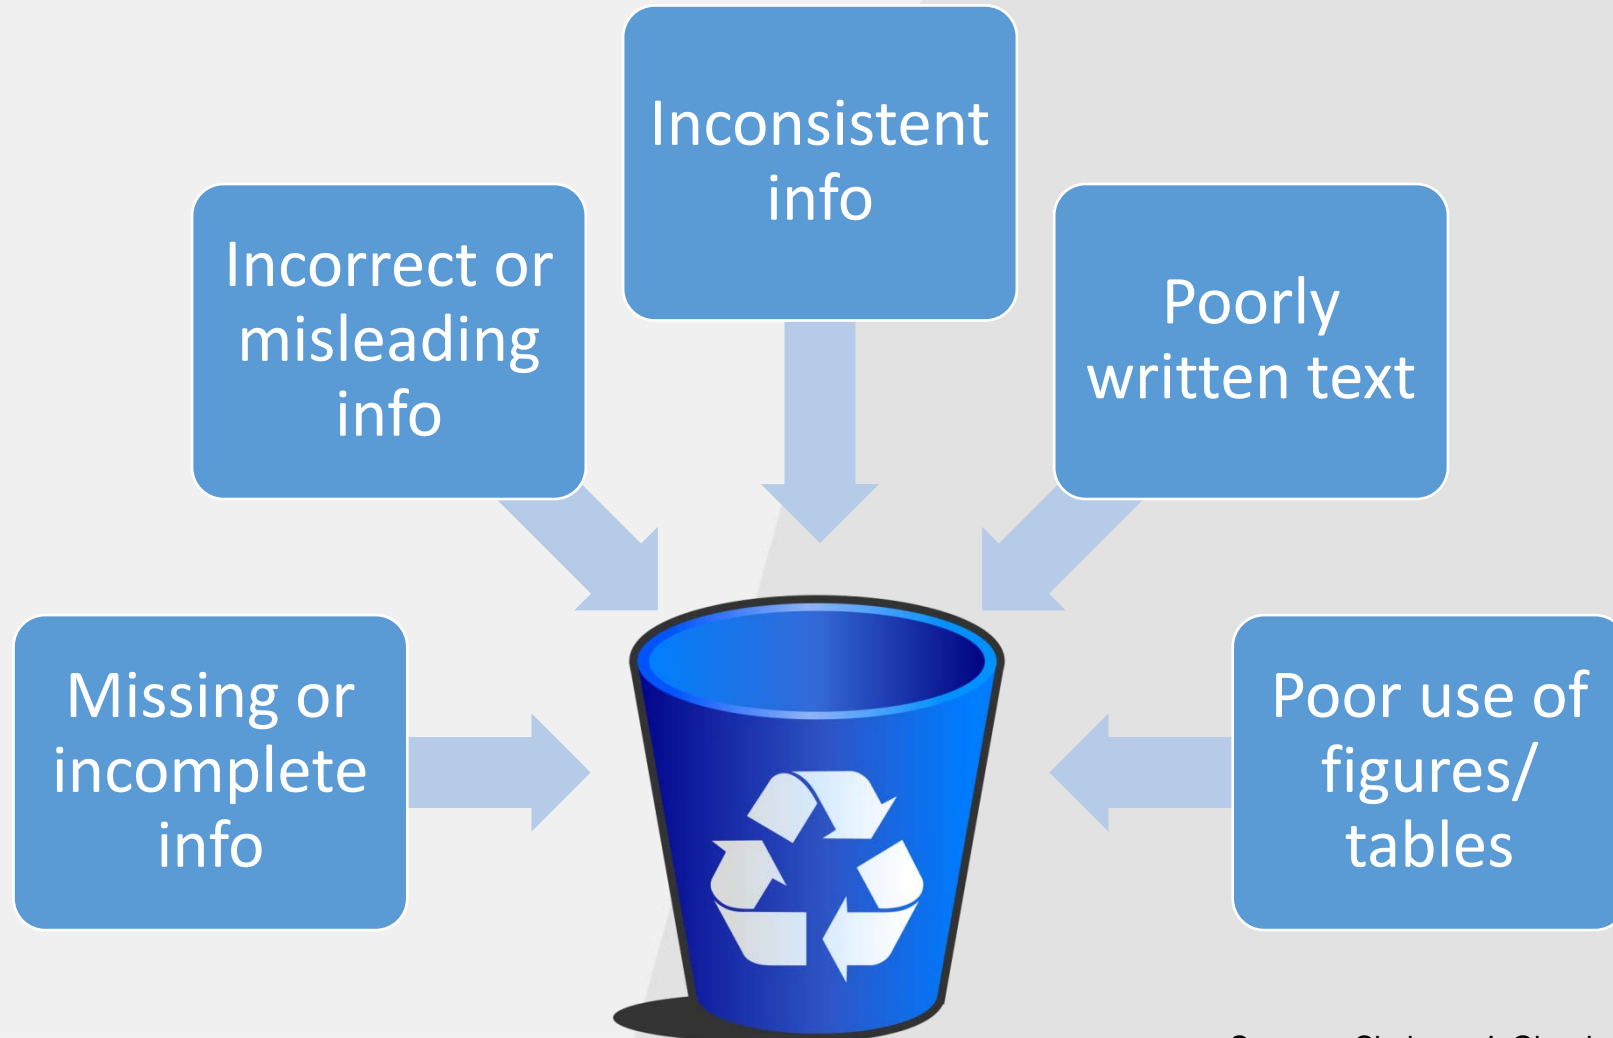 Inconsistent
info
Incorrect or
misleading
info
Poorly
written text
Missing or
incomplete
info
Poor use of
figures/
tables